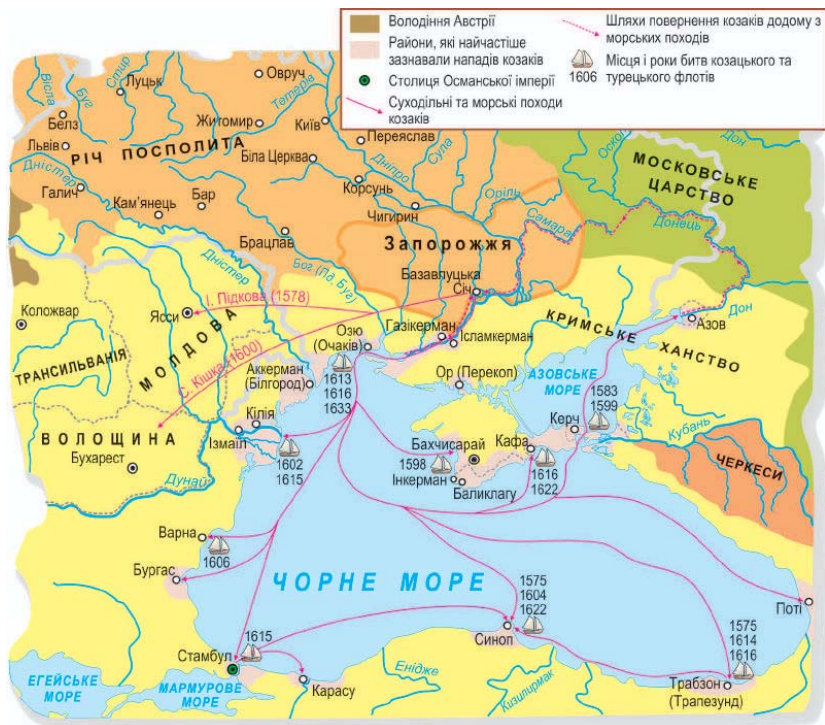 Володіння Австрії
Райони, які найчастіше
зазнавали нападів козаків
Столиця Османської імперії
Суходільні та морські походи
козаків
Шляхи повернення козаків додому з
морських походів
1606
Місця і роки битв козацького та
турецького флотів
Вісла
Буг
Стир
Луцьк
Овруч
Тетерів
Белз
Львів
Житомир
Київ
Переяслав
РІЧ ПОСПОЛИТА
Біла Церква
Дніпро
Сула
Оскол
Дон
МОСКОВСЬКЕ
ЦАРСТВО
Дністер
Галич
Кам’янець
Бар
Корсунь
Чигирин
Оріль
Самара
Донець
Брацлав
Бог (Пд. Буг)
Запорожжя
Базавлуцька
Січ
Дністер
Коложвар
Ясси
І. Підкова (1578)
МОЛДОВА
ТРАНСИЛЬВАНІЯ
С. Кішка (1600)
Озю
(Очаків)
Газікерман
Ісламкерман
КРИМСЬКЕ
ХАНСТВО
Азов
Дон
Аккерман
(Білгород)
1613
1616
1633
Ор (Перекоп)
АЗОВСЬКЕ
МОРЕ
1583
1599
Кілія
Ізмаїл
ВОЛОЩИНА
Бухарест
Дунай
1602
1615
Бахчисарай
1598
Інкерман
Баликлагу
Кафа
1616
1622
Керч
Кубань
ЧЕРКЕСИ
Варна
1606
Бургас
ЧОРНЕ МОРЕ
1575
1604
1622
Синоп
Поті
1575
1614
1616
Трабзон
(Трапезунд)
1615
Стамбул
Карасу
Енідже
Кизилирмак
ЕГЕЙСЬКЕ
МОРЕ
МАРМУРОВЕ
МОРЕ